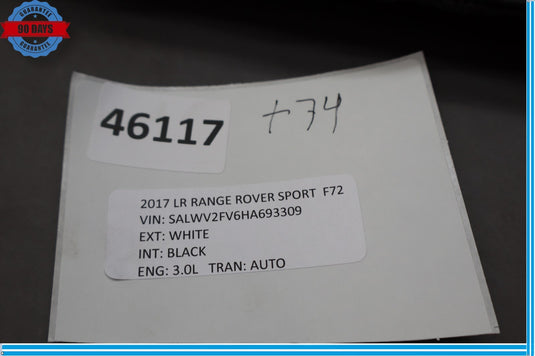 GUARANTEE
90 DAYS
GUARANTEE
46117
+34
2017 LR RANGE ROVER SPORT F72
VIN: SALWV2FV6HA693309
EXT: WHITE
INT: BLACK
ENG: 3.0L TRAN: AUTO